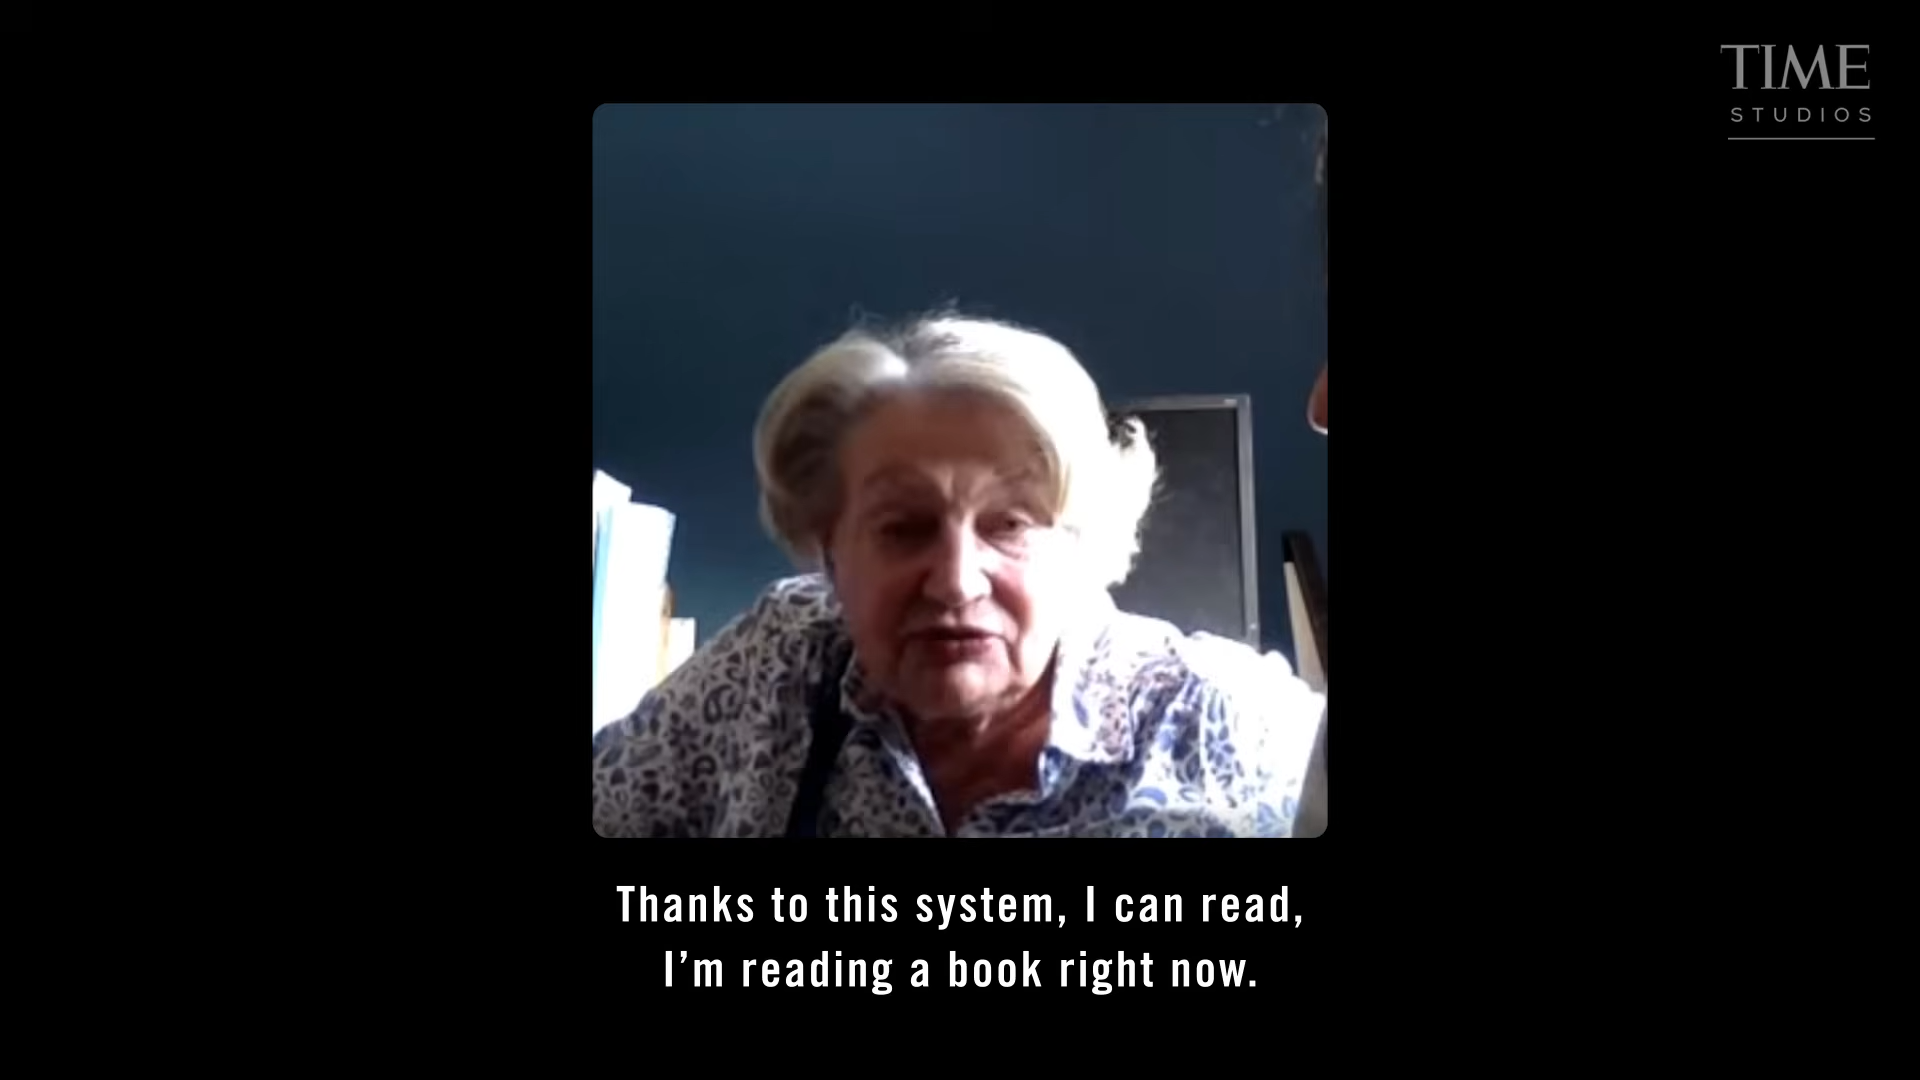 TIME
STUDIOS
Thanks to this system, I can read,
I’m reading a book right now.